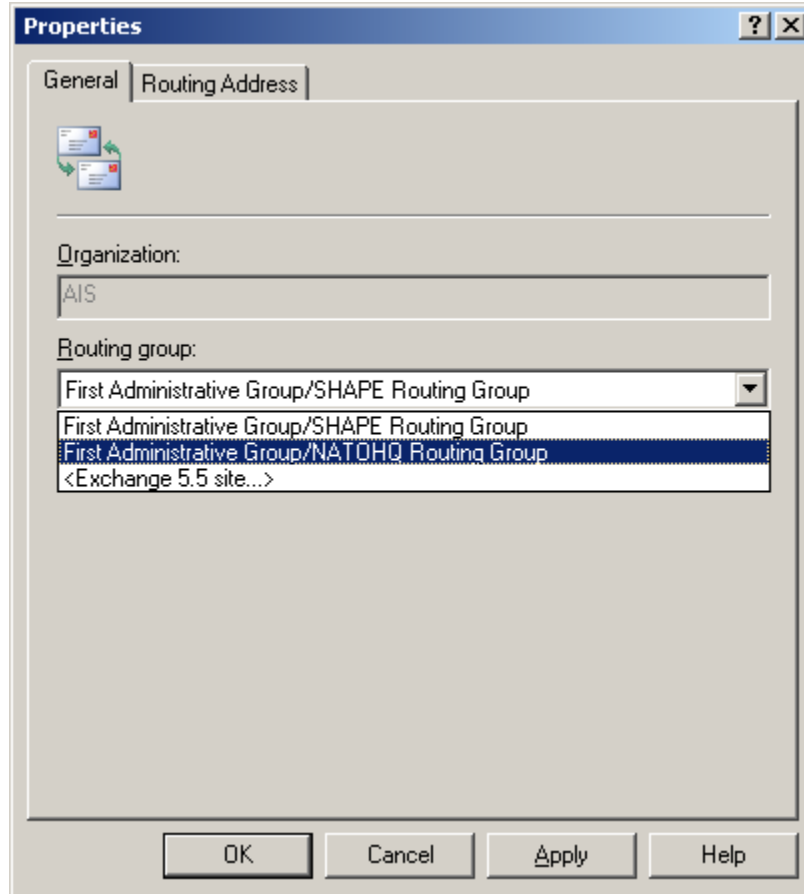 Properties
General Routing Address
Organization:
AIS
Routing group:
First Administrative Group/SHAPE Routing Group
First Administrative Group/SHAPE Routing Group
First Administrative Group/NATOHQ Routing Group
<Exchange 5.5 site...>
OK Cancel Apply Help